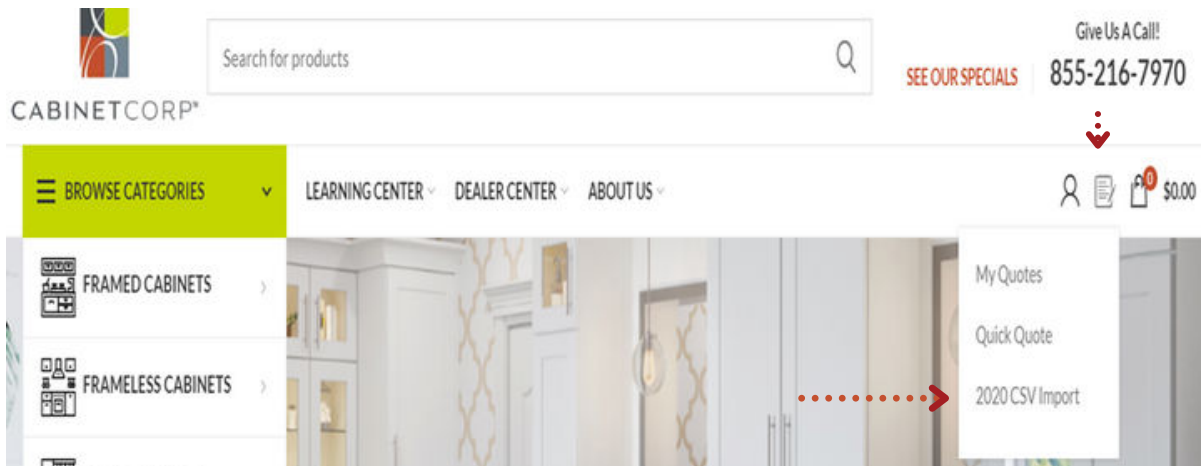 Give Us A Call!
Search for products
SEE OUR SPECIALS
855-216-7970
CABINETCORP®
BROWSE CATEGORIES
LEARNING CENTER
DEALER CENTER
ABOUT US
0
$0.00
FRAMED CABINETS
My Quotes
Quick Quote
FRAMELESS CABINETS
2020 CSV Import